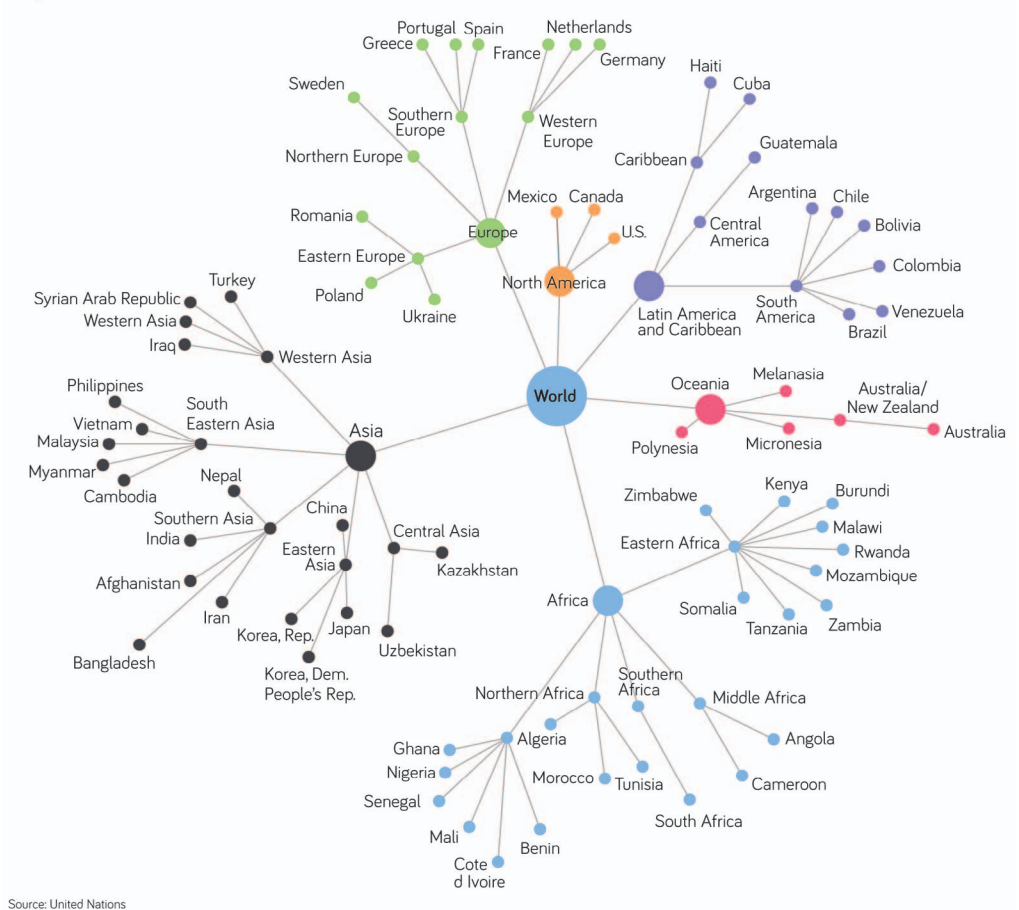 Portugal Spain
Netherlands
Greece
France
Germany
Haiti
Cuba
Sweden
Southern
Europe
Western
Europe
Guatemala
Northern Europe
Caribbean
Mexico
Canada
Argentina
Chile
Romania
Europe
U.S.
Central
America
Bolivia
Eastern Europe
Colombia
Turkey
North America
Poland
Syrian Arab Republic
Ukraine
Latin America
and Caribbean
South
America
Venezuela
Brazil
Western Asia
Iraq
Western Asia
Philippines
South
Eastern Asia
World
Oceania
Melanasia
Australia/
New Zealand
Vietnam
Asia
Malaysia
Polynesia
Micronesia
Australia
Myanmar
Cambodia
Nepal
Kenya
Burundi
Zimbabwe
China
Southern Asia
Central Asia
Malawi
India
Eastern
Asia
Eastern Africa
Rwanda
Kazakhstan
Afghanistan
Mozambique
Iran
Africa
Somalia
Korea, Rep.
Japan
Tanzania
Zambia
Uzbekistan
Bangladesh
Korea, Dem.
People's Rep.
Southern
Africa
Northern Africa
Middle Africa
Algeria
Angola
Ghana
Nigeria
Morocco
Tunisia
Cameroon
Senegal
South Africa
Mali
Benin
Cote
d Ivoire
Source: United Nations